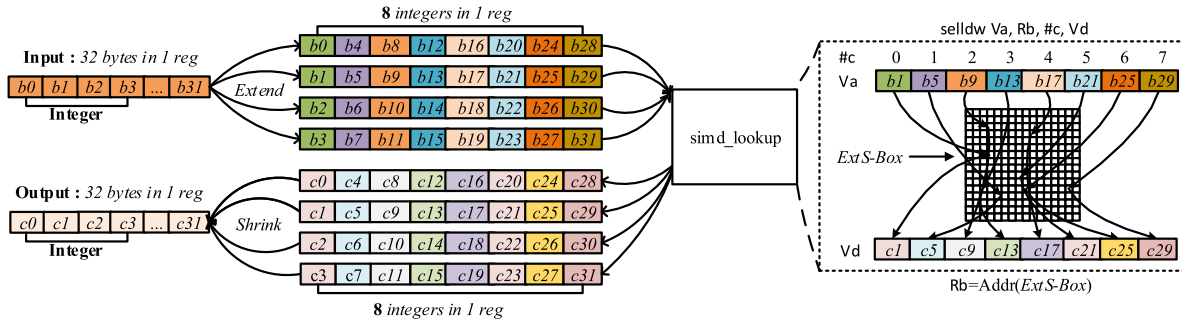 8 integers in 1 reg
Input : 32 bytes in 1 reg
b0 b1 b2 b3 ... b31
Integer
Extend
b0 b4 b8 b12 b16 b20 b24 b28
b1 b5 b9 b13 b17 b21 b25 b29
b2 b6 b10 b14 b18 b22 b26 b30
b3 b7 b11 b15 b19 b23 b27 b31
Output : 32 bytes in 1 reg
c0 c1 c2 c3 ... c31
Integer
Shrink
c0 c4 c8 c12 c16 c20 c24 c28
c1 c5 c9 c13 c17 c21 c25 c29
c2 c6 c10 c14 c18 c22 c26 c30
c3 c7 c11 c15 c19 c23 c27 c31
8 integers in 1 reg
simd_lookup
selldw Va, Rb, #c, Vd
#c 0 1 2 3 4 5 6 7
Va b1 b5 b9 b13 b17 b21 b25 b29
ExtS-Box
Vd c1 c5 c9 c13 c17 c21 c25 c29
Rb=Addr(ExtS-Box)